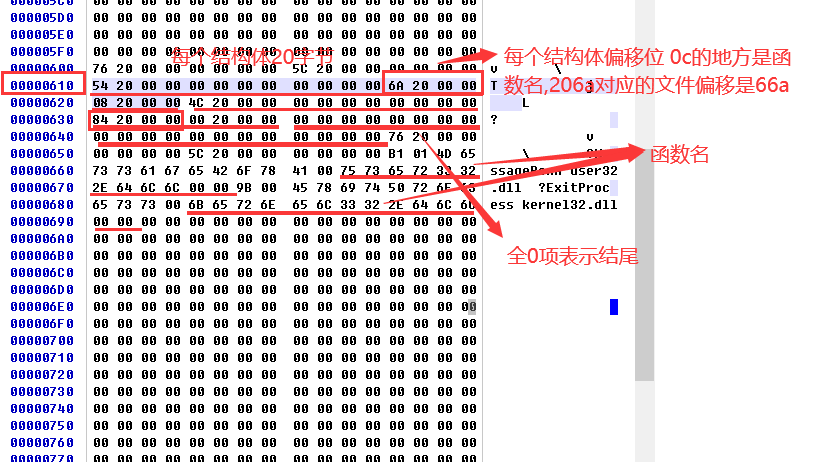 000005D0 00 00 00 00 00 00 00 00 00 00 00 00 00 00 00 00
000005E0 00 00 00 00 00 00 00 00 00 00 00 00 00 00 00 00
000005F0 00 00 00 00 00 00 00 00 00 00 00 00 00 00 00 00
每个结构体20字节
每个结构体偏移位 0c的地方是函
数名,206a对应的文件偏移是66a
00000600 76 20 00 00 00 00 00 00 5C 20 00 00 00 00 00 00 v \
00000610 54 20 00 00 00 00 00 00 00 00 00 00 6A 20 00 00 T j
00000620 08 20 00 00 4C 20 00 00 00 00 00 00 00 00 00 00 L
00000630 84 20 00 00 00 20 00 00 00 00 00 00 00 00 00 00 ?
00000640 00 00 00 00 00 00 00 00 00 00 00 00 76 20 00 00 v
00000650 00 00 00 00 5C 20 00 00 00 00 00 00 B1 01 4D 65 \
函数名
00000660 73 73 61 67 65 42 6F 78 41 00 75 73 65 72 33 32 ssageBoxA user32
00000670 2E 64 6C 6C 00 00 9B 00 45 78 69 74 50 72 6F 63 .dll ?ExitProc
00000680 65 73 73 00 6B 65 72 6E 65 6C 33 32 2E 64 6C 6C ess kernel32.dll
00000690 00 00 00 00 00 00 00 00 00 00 00 00 00 00 00 00
全0项表示结尾
000006A0 00 00 00 00 00 00 00 00 00 00 00 00 00 00 00 00
000006B0 00 00 00 00 00 00 00 00 00 00 00 00 00 00 00 00
000006C0 00 00 00 00 00 00 00 00 00 00 00 00 00 00 00 00
000006D0 00 00 00 00 00 00 00 00 00 00 00 00 00 00 00 00
000006E0 00 00 00 00 00 00 00 00 00 00 00 00 00 00 00 00
000006F0 00 00 00 00 00 00 00 00 00 00 00 00 00 00 00 00
00000700 00 00 00 00 00 00 00 00 00 00 00 00 00 00 00 00
00000710 00 00 00 00 00 00 00 00 00 00 00 00 00 00 00 00
00000720 00 00 00 00 00 00 00 00 00 00 00 00 00 00 00 00
00000730 00 00 00 00 00 00 00 00 00 00 00 00 00 00 00 00
00000740 00 00 00 00 00 00 00 00 00 00 00 00 00 00 00 00
00000750 00 00 00 00 00 00 00 00 00 00 00 00 00 00 00 00
00000760 00 00 00 00 00 00 00 00 00 00 00 00 00 00 00 00
00000770 00 00 00 00 00 00 00 00 00 00 00 00 00 00 00 00